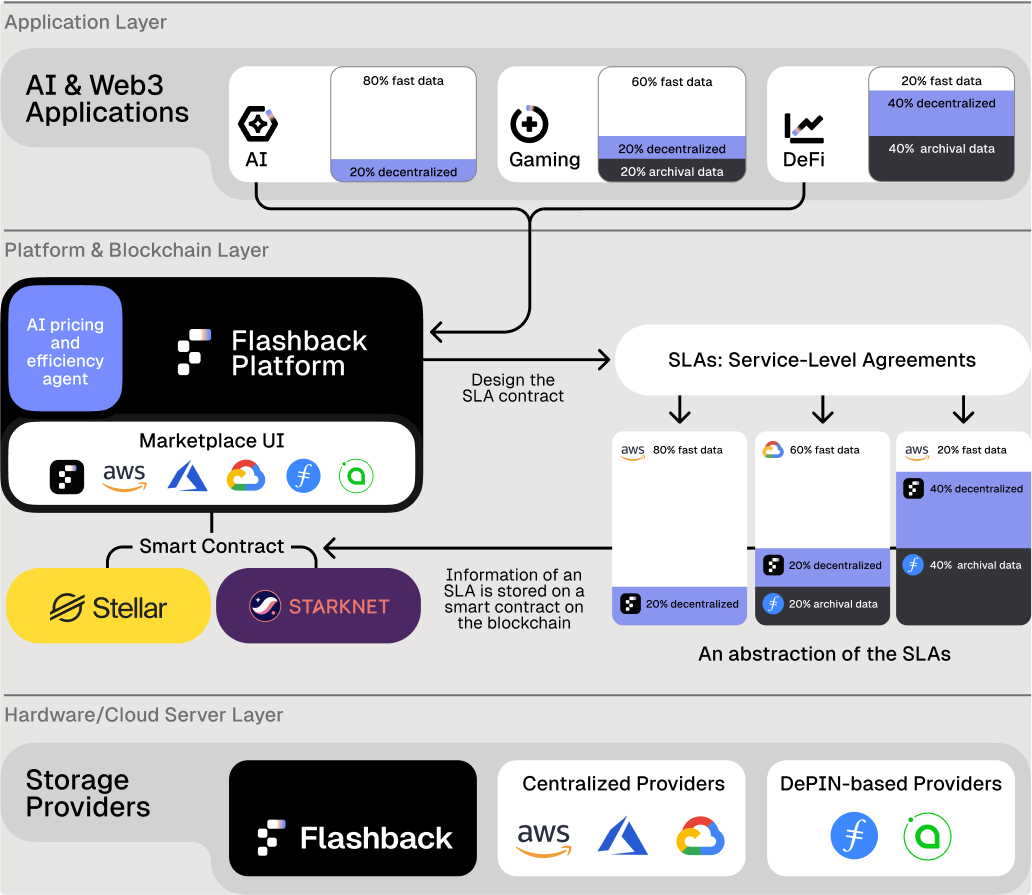 Application Layer
AI & Web3
Applications
AI
80% fast data
20% decentralized
Gaming
60% fast data
20% decentralized
20% archival data
DeFi
20% fast data
40% decentralized
40% archival data
Platform & Blockchain Layer
AI pricing
and
efficiency
agent
Flashback
Platform
Design the
SLA contract
SLAs: Service-Level Agreements
Marketplace UI
aws
aws 80% fast data
20% decentralized
60% fast data
20% decentralized
20% archival data
aws 20% fast data
40% decentralized
40% archival data
Smart Contract
Stellar
STARKNET
Information of an
SLA is stored on a
smart contract on
the blockchain
An abstraction of the SLAs
Hardware/Cloud Server Layer
Storage
Providers
Flashback
Centralized Providers
aws
DePIN-based Providers